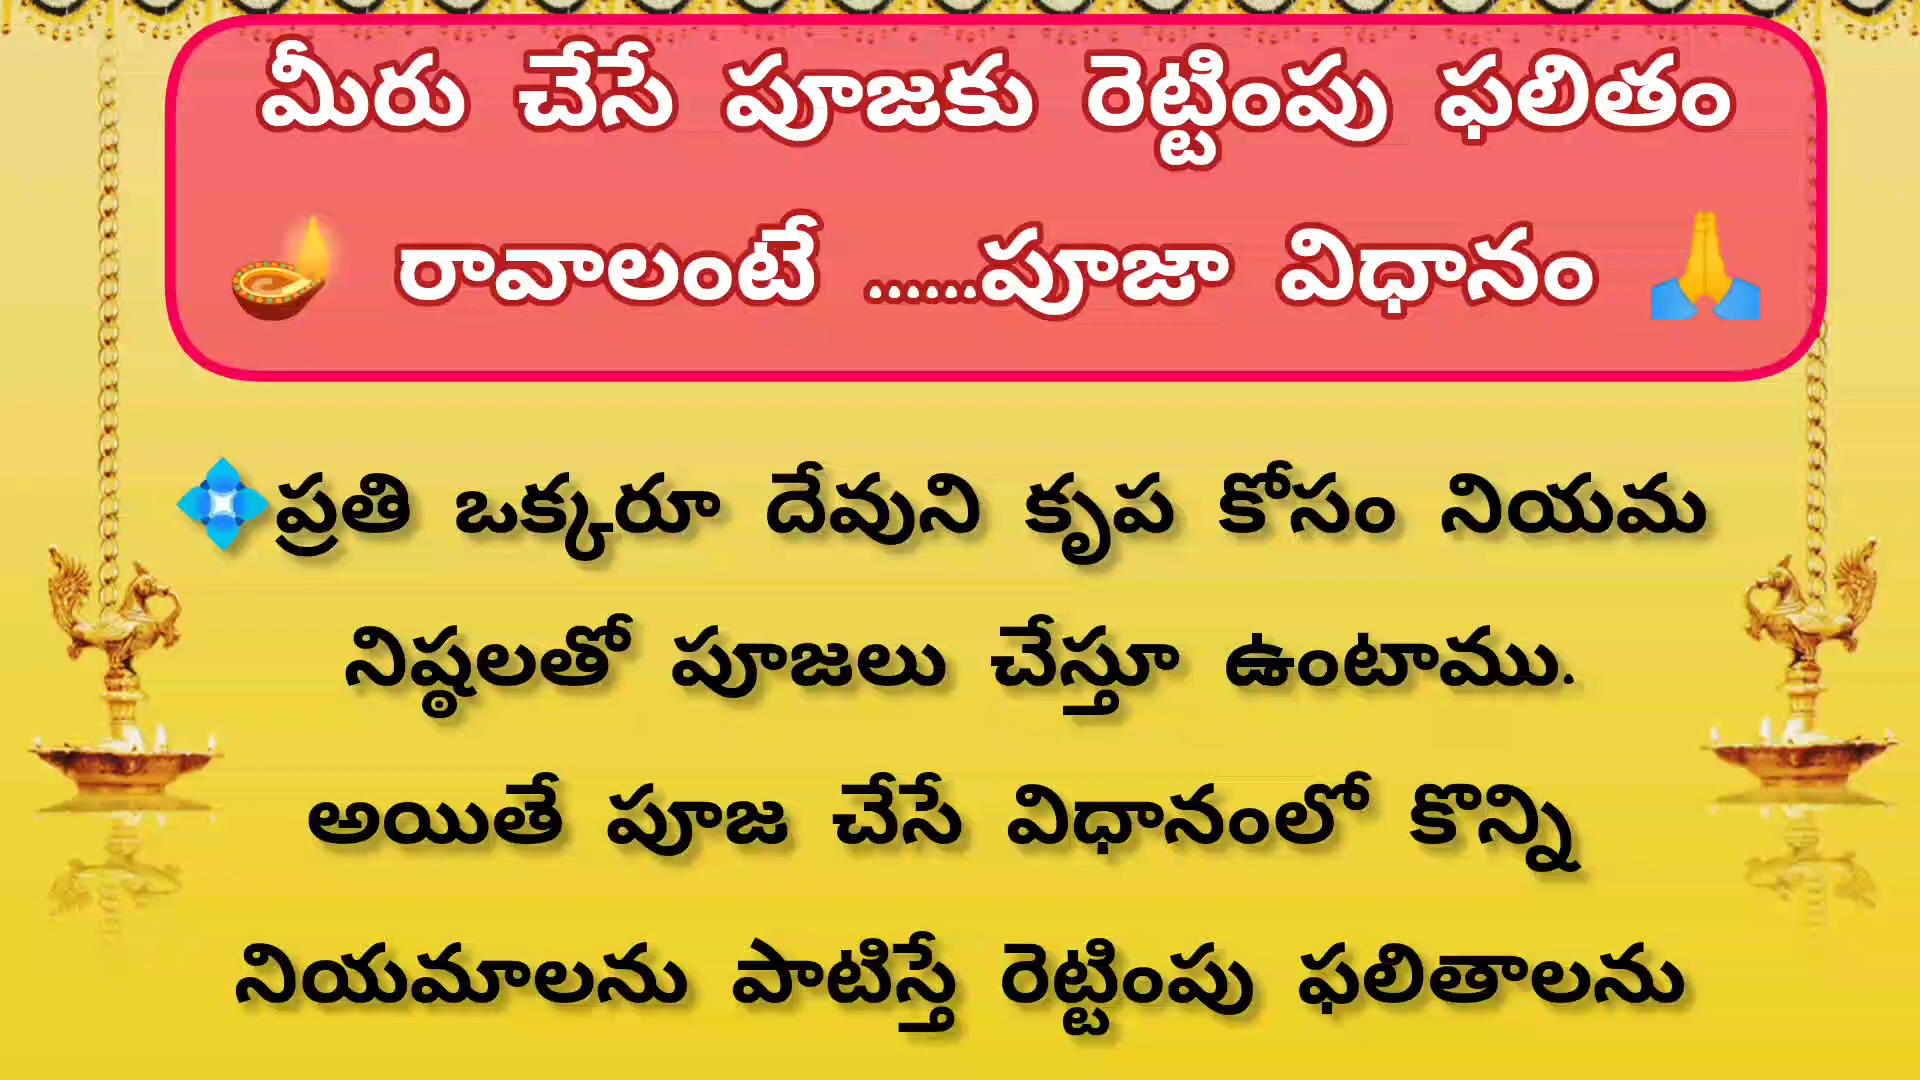 మీరు చేసే పూజకు రెట్టింపు ఫలితం
🪔 రావాలంటే ......పూజా విధానం 🙏
💠ప్రతి ఒక్కరూ దేవుని కృప కోసం నియమ
నిష్ఠలతో పూజలు చేస్తూ ఉంటాము.
అయితే పూజ చేసే విధానంలో కొన్ని
నియమాలను పాటిస్తే రెట్టింపు ఫలితాలను